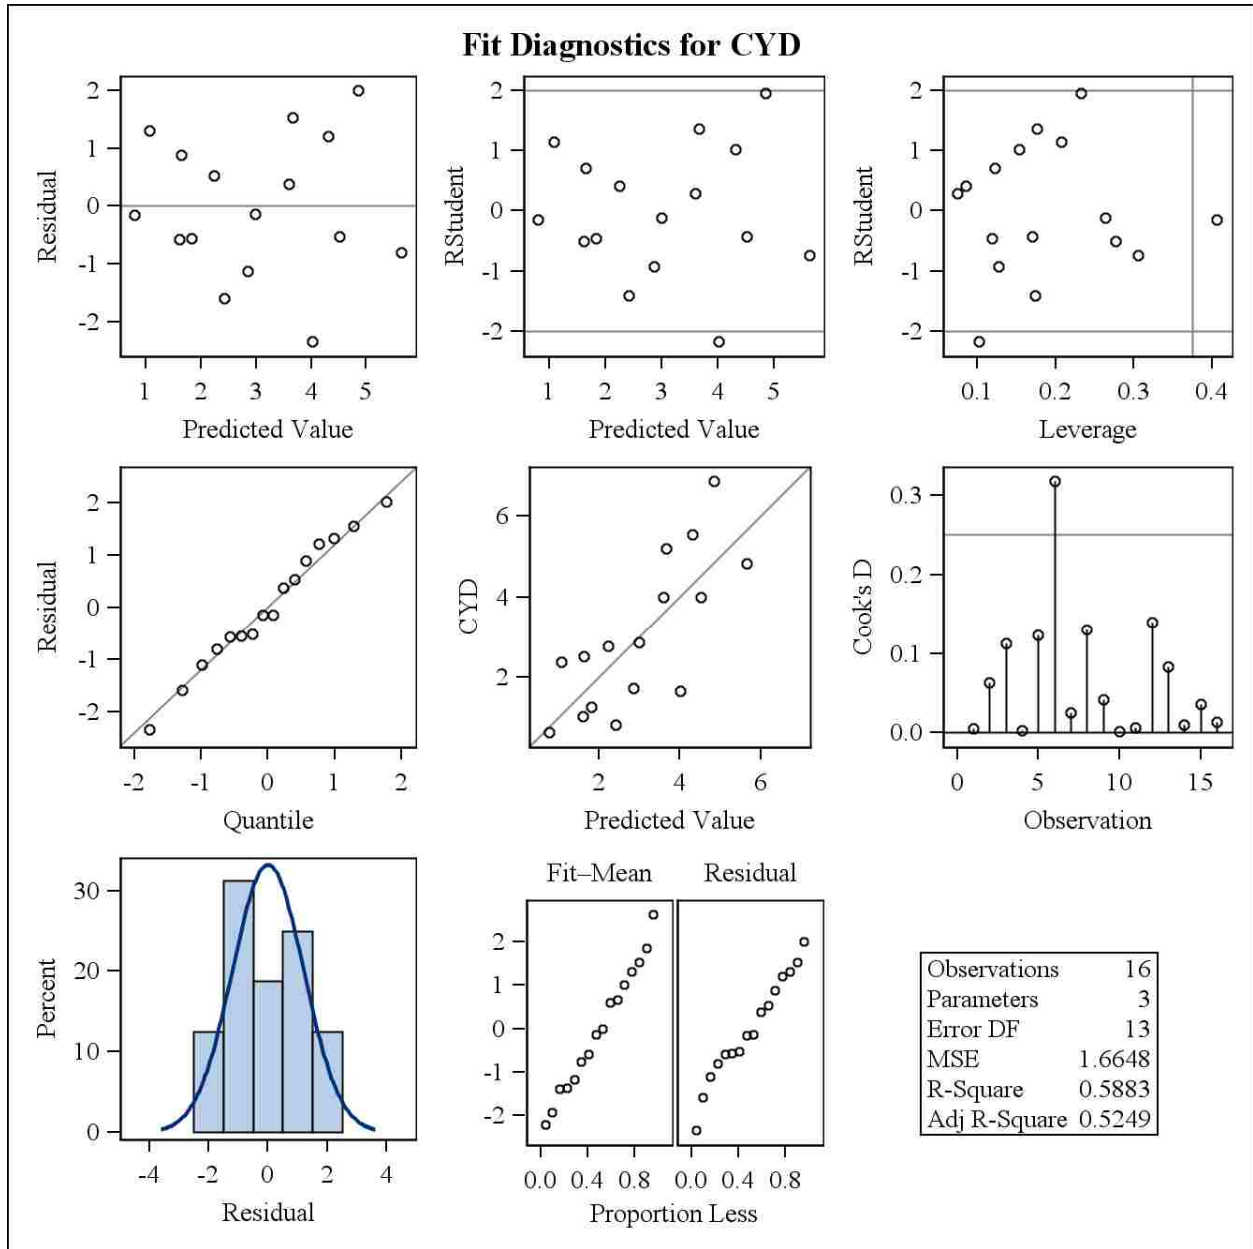 Fit Diagnostics for CYD
2
1
0
-1
-2
Residual
1 2 3 4 5
Predicted Value
2
1
0
-1
-2
RStudent
1 2 3 4 5
Predicted Value
2
1
0
-1
-2
RStudent
0.1 0.2 0.3 0.4
Leverage
2
1
0
-1
-2
Residual
-2 -1 0 1 2
Quantile
6
4
2
CYD
2 4 6
Predicted Value
0.3
0.2
0.1
0.0
Cook's D
0 5 10 15
Observation
30
20
10
0
Percent
-4 -2 0 2 4
Residual
Fit–Mean Residual
2
1
0
-1
-2
0.0 0.4 0.8 0.0 0.4 0.8
Proportion Less
Observations 16
Parameters 3
Error DF 13
MSE 1.6648
R-Square 0.5883
Adj R-Square 0.5249